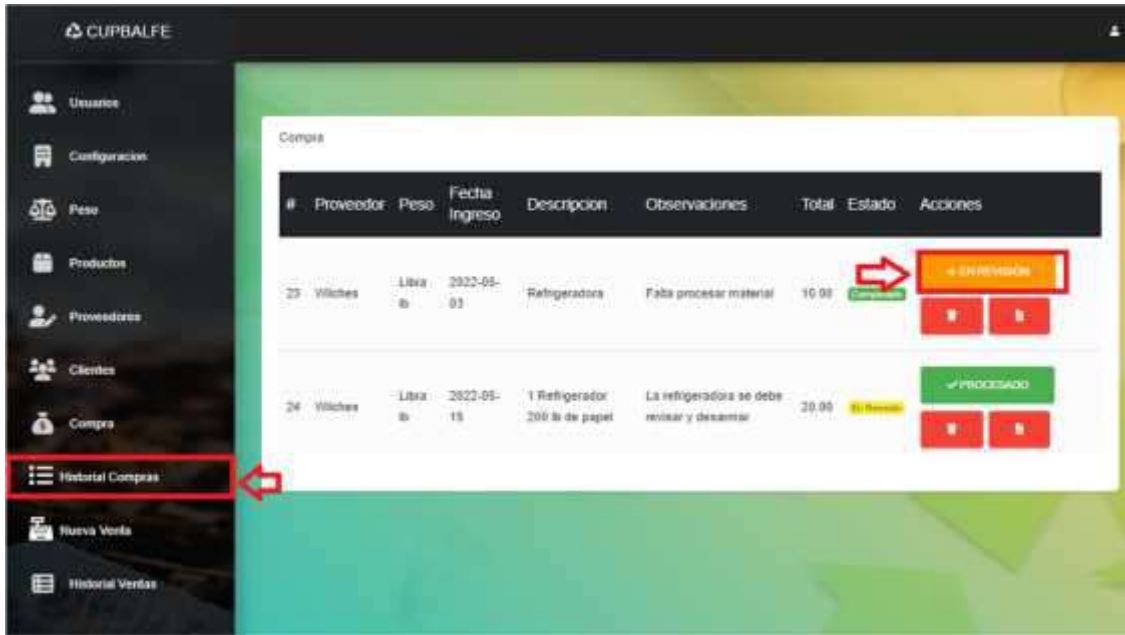 CUPBALFE
Usuarios
Configuracion
Peso
Productos
Proveedores
Clientes
Compra
Historial Compras
Nueva Venta
Historial Ventas
Compra
# Proveedor Peso Fecha Ingreso Descripcion Observaciones Total Estado Acciones
23 Vilches Libra lb 2022-05-03 Refrigeradora Falta procesar material 10.00 Completado EN REVISIÓN
24 Vilches Libra lb 2022-05-15 1 Refrigerador 200 lb de papel La refrigeradora se debe revisar y desarmar 20.00 En Revisión PROCESADO